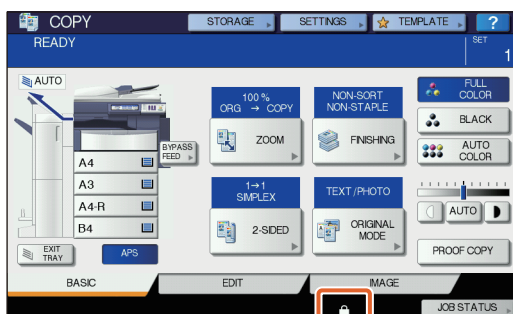 COPY
STORAGE
SETTINGS
TEMPLATE
?
READY
SET
1
AUTO
100 %
ORG → COPY
ZOOM
NON-SORT
NON-STAPLE
FINISHING
FULL
COLOR
BLACK
AUTO
COLOR
BYPASS
FEED
A4
A3
A4-R
B4
1→1
SIMPLEX
2-SIDED
TEXT/PHOTO
ORIGINAL
MODE
AUTO
EXIT
TRAY
APS
PROOF COPY
BASIC
EDIT
IMAGE
JOB STATUS